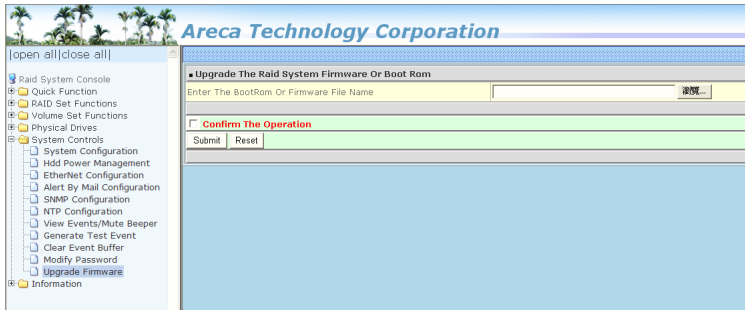 Areca Technology Corporation
|open all|close all|
Raid System Console
Quick Function
RAID Set Functions
Volume Set Functions
Physical Drives
System Controls
System Configuration
Hdd Power Management
EtherNet Configuration
Alert By Mail Configuration
SNMP Configuration
NTP Configuration
View Events/Mute Beeper
Generate Test Event
Clear Event Buffer
Modify Password
Upgrade Firmware
Information
Upgrade The Raid System Firmware Or Boot Rom
Enter The BootRom Or Firmware File Name
瀏覽...
Confirm The Operation
Submit Reset